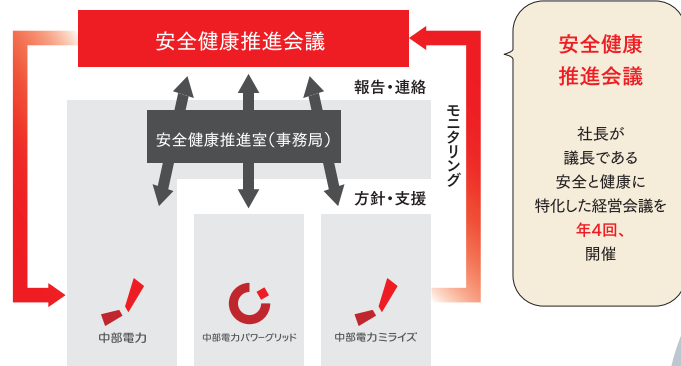 安全健康推進会議
報告・連絡
安全健康推進室(事務局)
モニタリング
方針・支援
中部電力
中部電力パワーグリッド
中部電力ミライズ
安全健康
推進会議
社長が
議長である
安全と健康に
特化した経営会議を
年4回、
開催